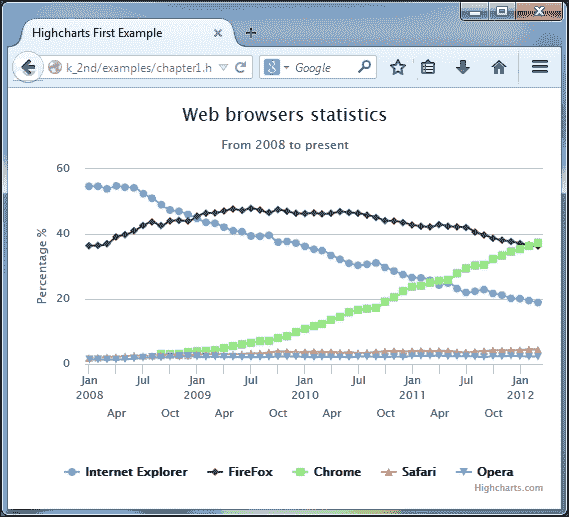 Highcharts First Example
k_2nd/examples/chapter1.h
Google
Web browsers statistics
From 2008 to present
Percentage %
60
40
20
0
Jan Jul Jan Jul Jan Jul Jan Jul Jan
2008 2009 2010 2011 2012
Apr Oct Apr Oct Apr Oct Apr Oct
Internet Explorer FireFox Chrome Safari Opera
Highcharts.com